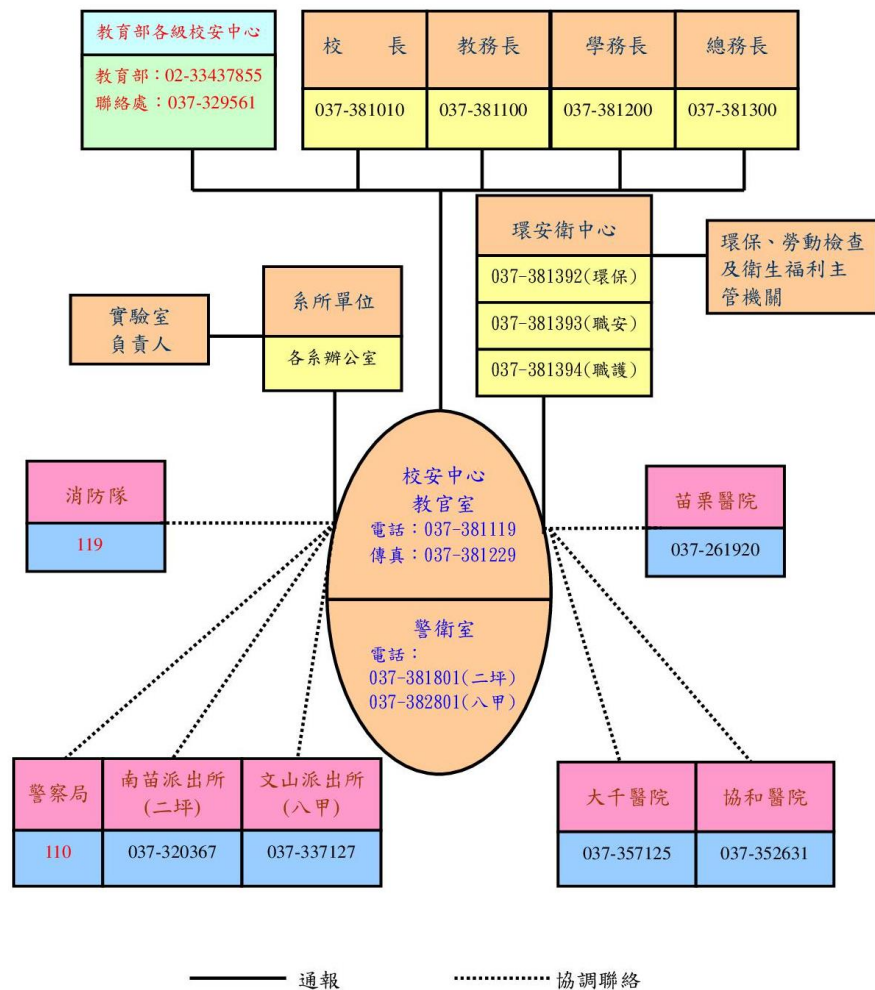 教育部各級校安中心
教育部：02-33437855
聯絡處：037-329561
校　　長
037-381010
教務長
037-381100
學務長
037-381200
總務長
037-381300
環安衛中心
037-381392(環保)
037-381393(職安)
037-381394(職護)
環保、勞動檢查
及衛生福利主
管機關
系所單位
各系辦公室
實驗室
負責人
校安中心
教官室
電話：037-381119
傳真：037-381229
警衛室
電話：
037-381801(二坪)
037-382801(八甲)
消防隊
119
苗栗醫院
037-261920
警察局
110
南苗派出所
(二坪)
037-320367
文山派出所
(八甲)
037-337127
大千醫院
037-357125
協和醫院
037-352631
通報
協調聯絡